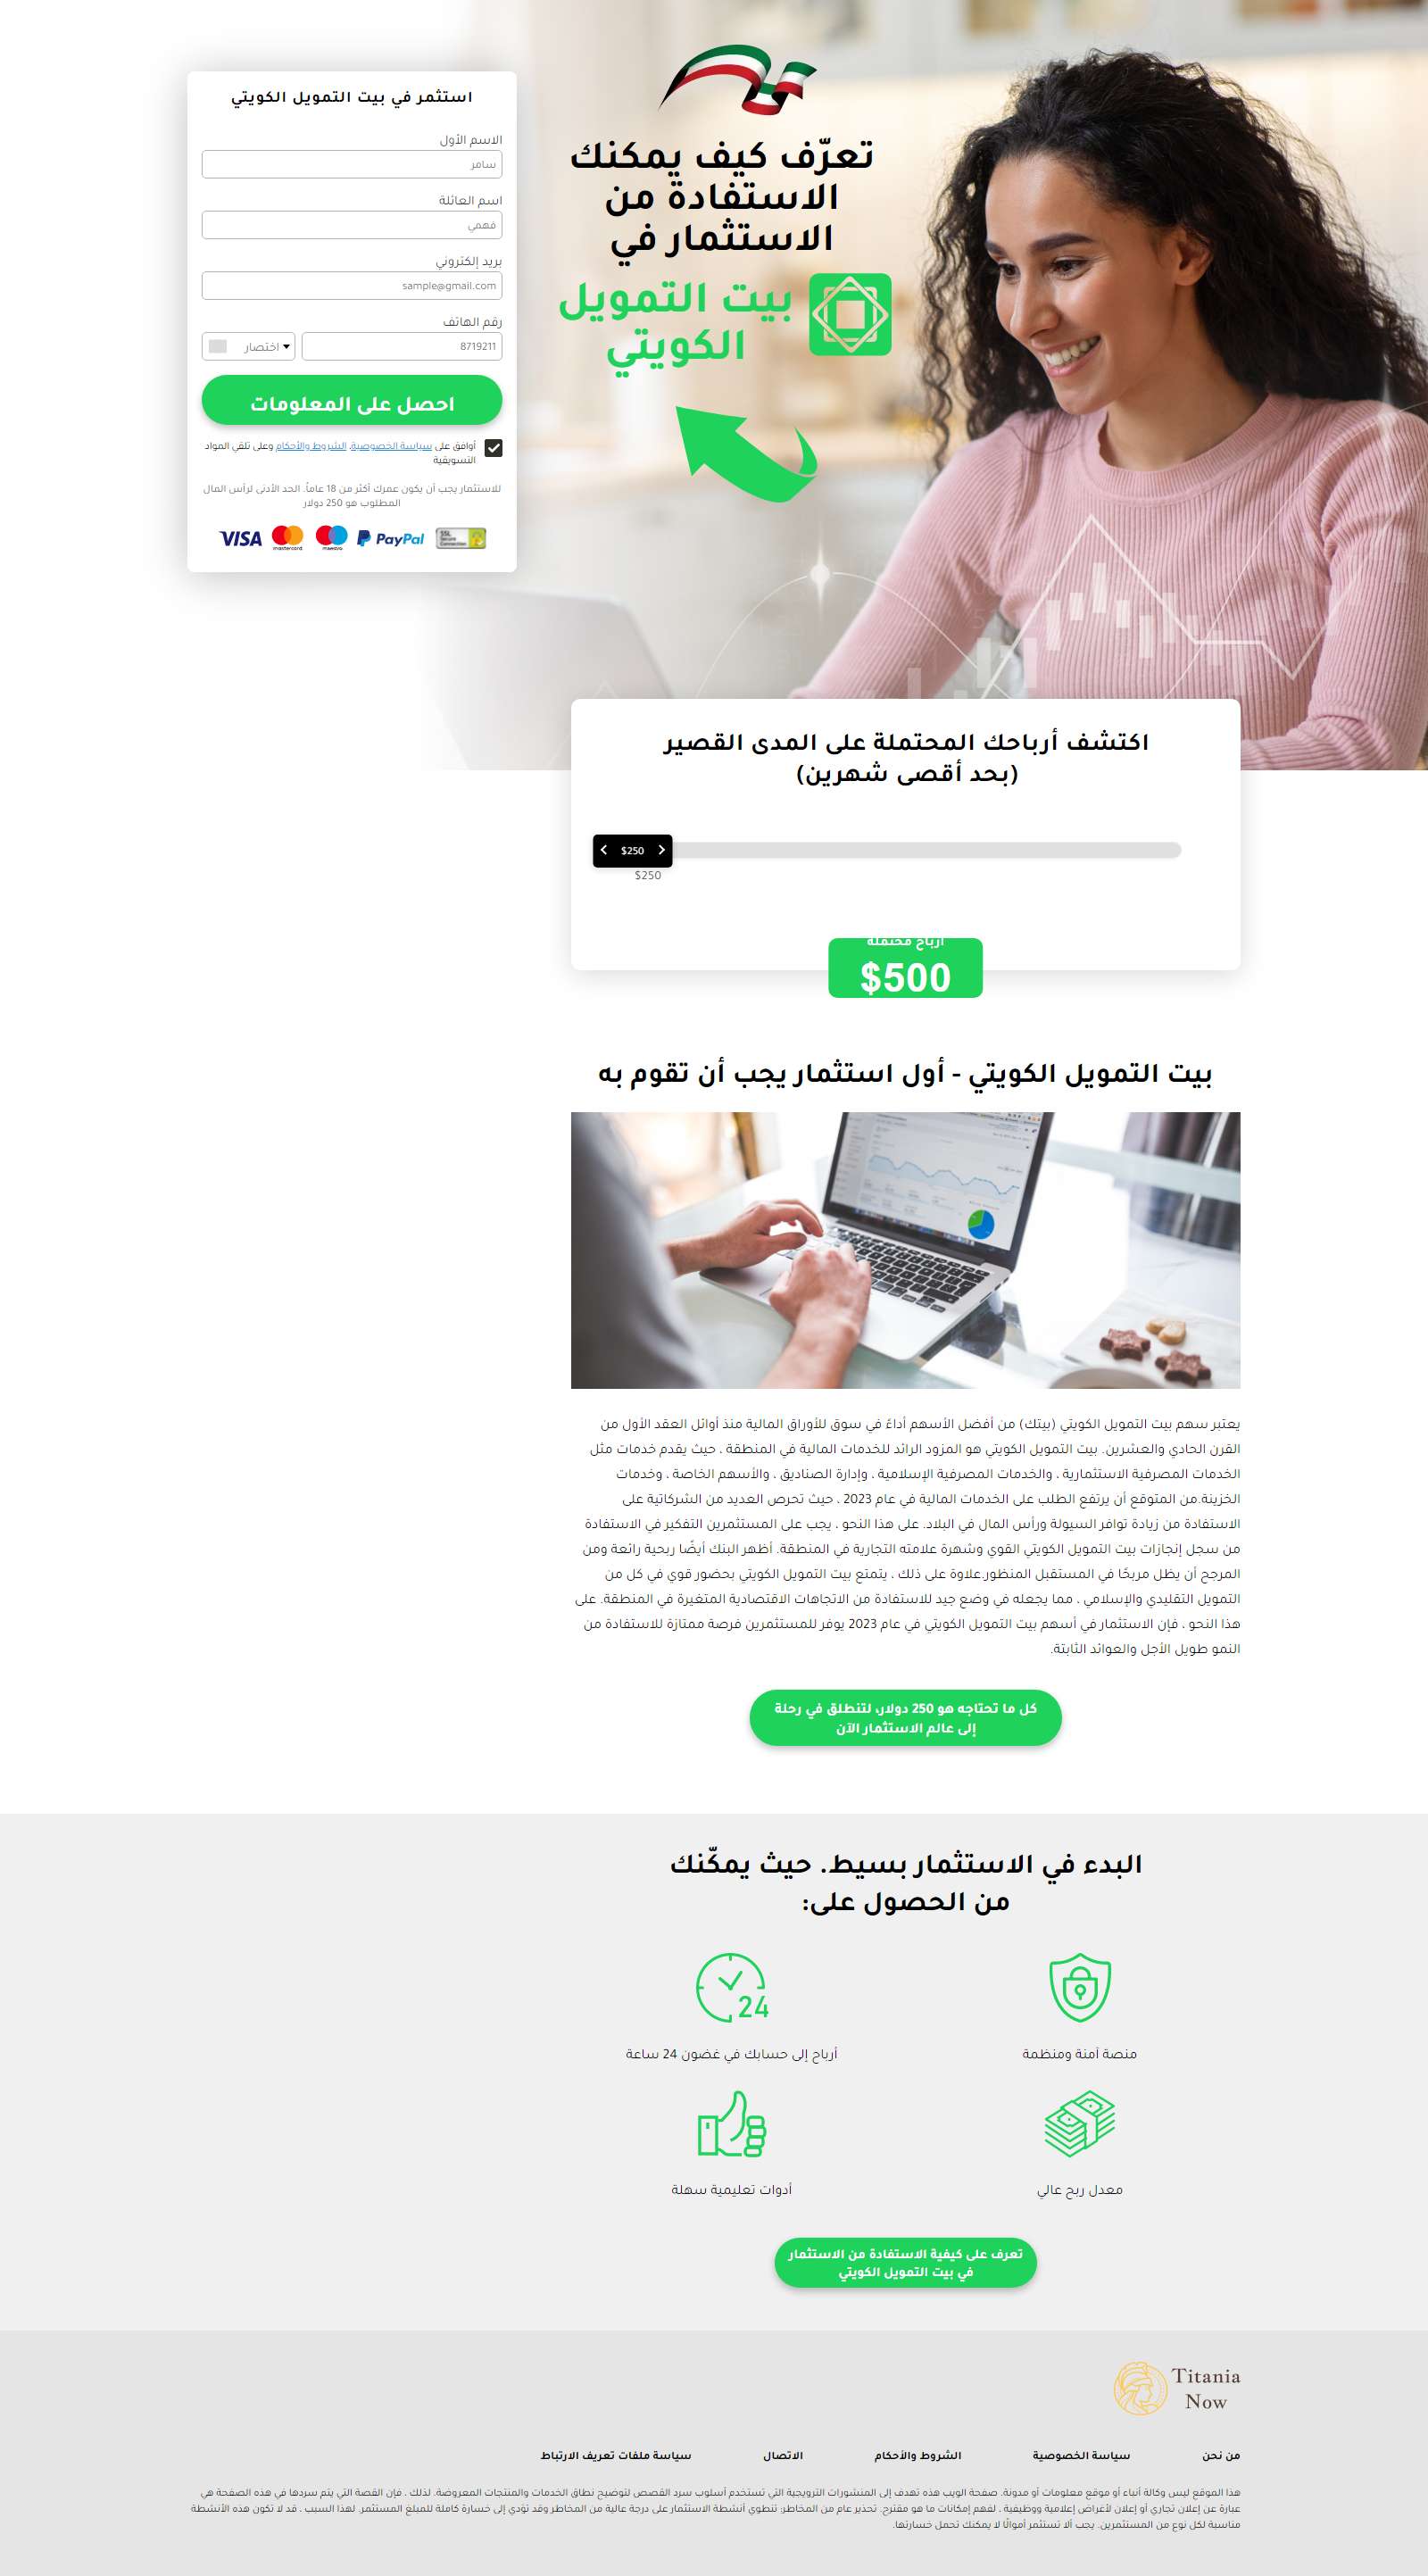 تعرّف كيف يمكنك
الاستفادة من
الاستثمار في
بيت التمويل
الكويتي
استثمر في بيت التمويل الكويتي
الاسم الأول
سامر
اسم العائلة
فهمي
بريد إلكتروني
sample@gmail.com
رقم الهاتف
8719211
اختصار
احصل على المعلومات
أوافق على سياسة الخصوصية، الشروط والأحكام وعلى تلقي المواد
التسويقية
للاستثمار يجب أن يكون عمرك أكثر من 18 عاماً. الحد الأدنى لرأس المال
المطلوب هو 250 دولار
VISA mastercard maestro PayPal SSL Secure Connection
اكتشف أرباحك المحتملة على المدى القصير
(بحد أقصى شهرين)
$250
$250
أرباح محتملة
$500
بيت التمويل الكويتي - أول استثمار يجب أن تقوم به
يعتبر سهم بيت التمويل الكويتي (بيتك) من أفضل الأسهم أداءً في سوق للأوراق المالية منذ أوائل العقد الأول من
القرن الحادي والعشرين. بيت التمويل الكويتي هو المزود الرائد للخدمات المالية في المنطقة ، حيث يقدم خدمات مثل
الخدمات المصرفية الاستثمارية ، والخدمات المصرفية الإسلامية ، وإدارة الصناديق ، والأسهم الخاصة ، وخدمات
الخزينة.من المتوقع أن يرتفع الطلب على الخدمات المالية في عام 2023 ، حيث تحرص العديد من الشركاتية على
الاستفادة من زيادة توافر السيولة ورأس المال في البلاد. على هذا النحو ، يجب على المستثمرين التفكير في الاستفادة
من سجل إنجازات بيت التمويل الكويتي القوي وشهرة علامته التجارية في المنطقة. أظهر البنك أيضًا ربحية رائعة ومن
المرجح أن يظل مربحًا في المستقبل المنظور.علاوة على ذلك ، يتمتع بيت التمويل الكويتي بحضور قوي في كل من
التمويل التقليدي والإسلامي ، مما يجعله في وضع جيد للاستفادة من الاتجاهات الاقتصادية المتغيرة في المنطقة. على
هذا النحو ، فإن الاستثمار في أسهم بيت التمويل الكويتي في عام 2023 يوفر للمستثمرين فرصة ممتازة للاستفادة من
النمو طويل الأجل والعوائد الثابتة.
كل ما تحتاجه هو 250 دولار، لتنطلق في رحلة
إلى عالم الاستثمار الآن
البدء في الاستثمار بسيط. حيث يمكّنك
من الحصول على:
24
منصة آمنة ومنظمة
أرباح إلى حسابك في غضون 24 ساعة
معدل ربح عالي
أدوات تعليمية سهلة
تعرف على كيفية الاستفادة من الاستثمار
في بيت التمويل الكويتي
Titania
Now
من نحن
سياسة الخصوصية
الشروط والأحكام
الاتصال
سياسة ملفات تعريف الارتباط
هذا الموقع ليس وكالة أنباء أو موقع معلومات أو مدونة. صفحة الويب هذه تهدف إلى المنشورات الترويجية التي تستخدم أسلوب سرد القصص لتوضيح نطاق الخدمات والمنتجات المعروضة. لذلك ، فإن القصة التي يتم سردها في هذه الصفحة هي
عبارة عن إعلان تجاري أو إعلان لأغراض إعلامية ووظيفية ، لفهم إمكانات ما هو مقترح. تحذير عام من المخاطر: تنطوي أنشطة الاستثمار على درجة عالية من المخاطر وقد تؤدي إلى خسارة كاملة للمبلغ المستثمر. لهذا السبب ، قد لا تكون هذه الأنشطة
مناسبة لكل نوع من المستثمرين. يجب ألا تستثمر أموالًا لا يمكنك تحمل خسارتها.